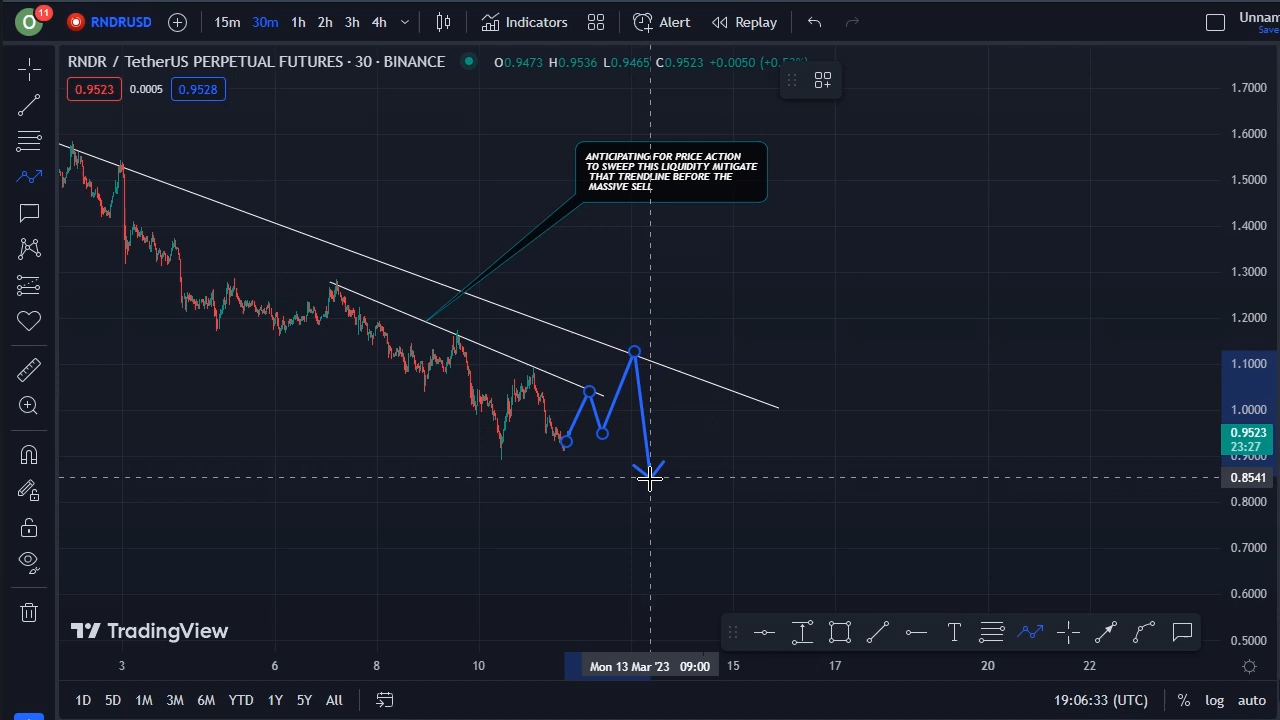 O 11 RNDRUSD 15m 30m 1h 2h 3h 4h Indicators Alert Replay Unnam
Save
RNDR / TetherUS PERPETUAL FUTURES · 30 · BINANCE O0.9473 H0.9536 L0.9465 C0.9523 +0.0050
0.9523 0.0005 0.9528
ANTICIPATING FOR PRICE ACTION
TO SWEEP THIS LIQUIDITY MITIGATE
THAT TRENDLINE BEFORE THE
MASSIVE SELL
1.7000
1.6000
1.5000
1.4000
1.3000
1.2000
1.1000
1.0000
0.9523
23:27
0.9000
0.8541
0.8000
0.7000
0.6000
0.5000
TradingView
3 6 8 10 Mon 13 Mar '23 09:00 15 17 20 22
1D 5D 1M 3M 6M YTD 1Y 5Y All 19:06:33 (UTC) % log auto